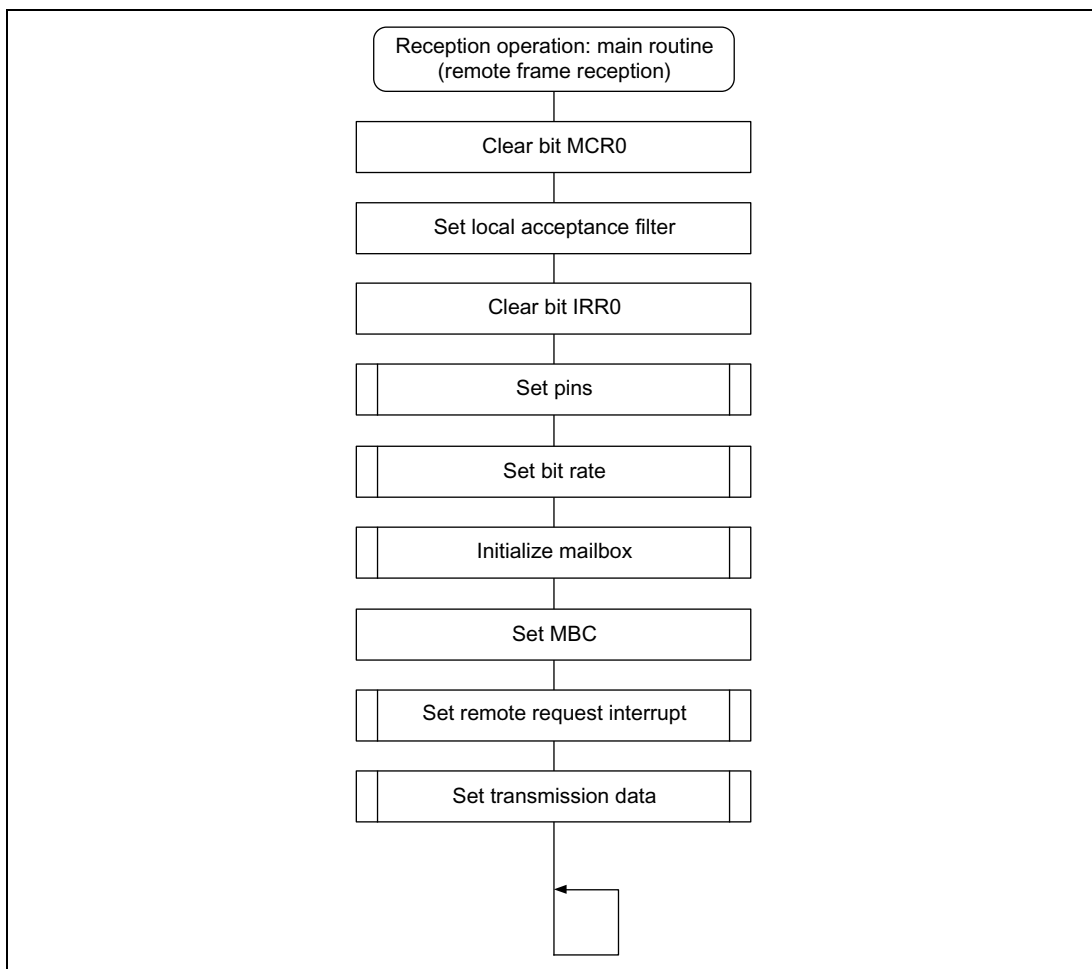 Reception operation: main routine
(remote frame reception)
Clear bit MCR0
Set local acceptance filter
Clear bit IRR0
Set pins
Set bit rate
Initialize mailbox
Set MBC
Set remote request interrupt
Set transmission data